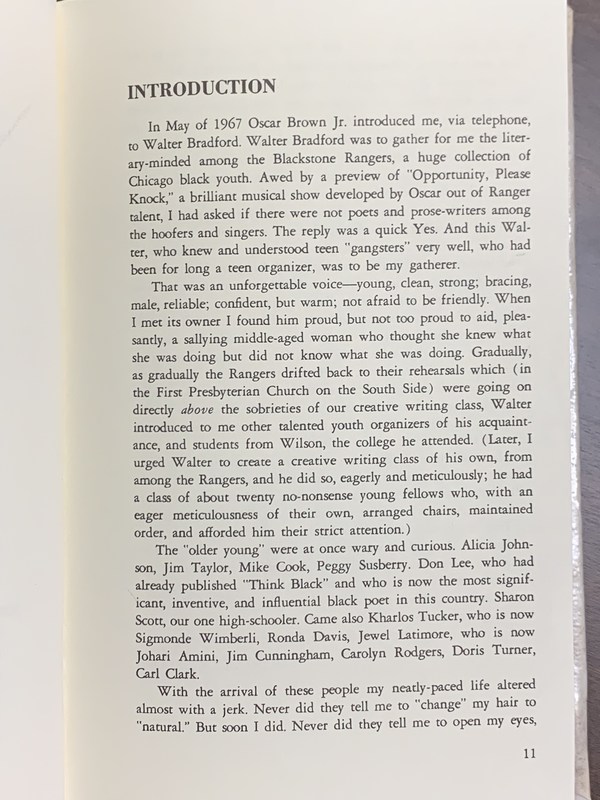 INTRODUCTION
In May of 1967 Oscar Brown Jr. introduced me, via telephone,
to Walter Bradford. Walter Bradford was to gather for me the liter-
ary-minded among the Blackstone Rangers, a huge collection of
Chicago black youth. Awed by a preview of "Opportunity, Please
Knock," a brilliant musical show developed by Oscar out of Ranger
talent, I had asked if there were not poets and prose-writers among
the hoofers and singers. The reply was a quick Yes. And this Wal-
ter, who knew and understood teen "gangsters" very well, who had
been for long a teen organizer, was to be my gatherer.
That was an unforgettable voice—young, clean, strong; bracing,
male, reliable; confident, but warm; not afraid to be friendly. When
I met its owner I found him proud, but not too proud to aid, plea-
santly, a sallying middle-aged woman who thought she knew what
she was doing but did not know what she was doing. Gradually,
as gradually the Rangers drifted back to their rehearsals which (in
the First Presbyterian Church on the South Side) were going on
directly above the sobrieties of our creative writing class, Walter
introduced to me other talented youth organizers of his acquaint-
ance, and students from Wilson, the college he attended. (Later, I
urged Walter to create a creative writing class of his own, from
among the Rangers, and he did so, eagerly and meticulously; he had
a class of about twenty no-nonsense young fellows who, with an
eager meticulousness of their own, arranged chairs, maintained
order, and afforded him their strict attention.)
The "older young" were at once wary and curious. Alicia John-
son, Jim Taylor, Mike Cook, Peggy Susberry. Don Lee, who had
already published "Think Black" and who is now the most signif-
icant, inventive, and influential black poet in this country. Sharon
Scott, our one high-schooler. Came also Kharlos Tucker, who is now
Sigmonde Wimberli, Ronda Davis, Jewel Latimore, who is now
Johari Amini, Jim Cunningham, Carolyn Rodgers, Doris Turner,
Carl Clark.
With the arrival of these people my neatly-paced life altered
almost with a jerk. Never did they tell me to "change" my hair to
"natural." But soon I did. Never did they tell me to open my eyes,
11